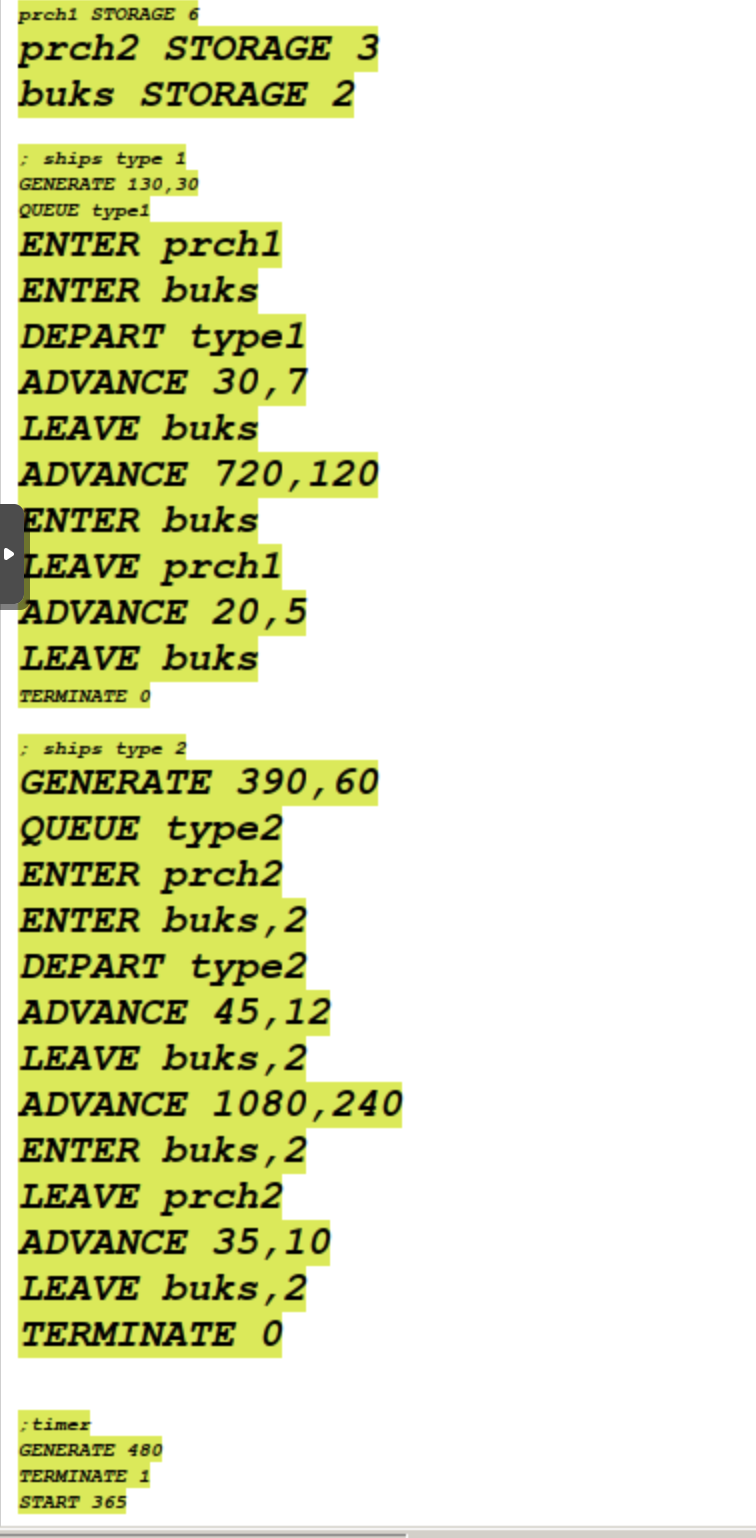 prch1 STORAGE 6
prch2 STORAGE 3
buks STORAGE 2
; ships type 1
GENERATE 130,30
QUEUE type1
ENTER prch1
ENTER buks
DEPART type1
ADVANCE 30,7
LEAVE buks
ADVANCE 720,120
ENTER buks
LEAVE prch1
ADVANCE 20,5
LEAVE buks
TERMINATE 0
; ships type 2
GENERATE 390,60
QUEUE type2
ENTER prch2
ENTER buks,2
DEPART type2
ADVANCE 45,12
LEAVE buks,2
ADVANCE 1080,240
ENTER buks,2
LEAVE prch2
ADVANCE 35,10
LEAVE buks,2
TERMINATE 0
;timer
GENERATE 480
TERMINATE 1
START 365